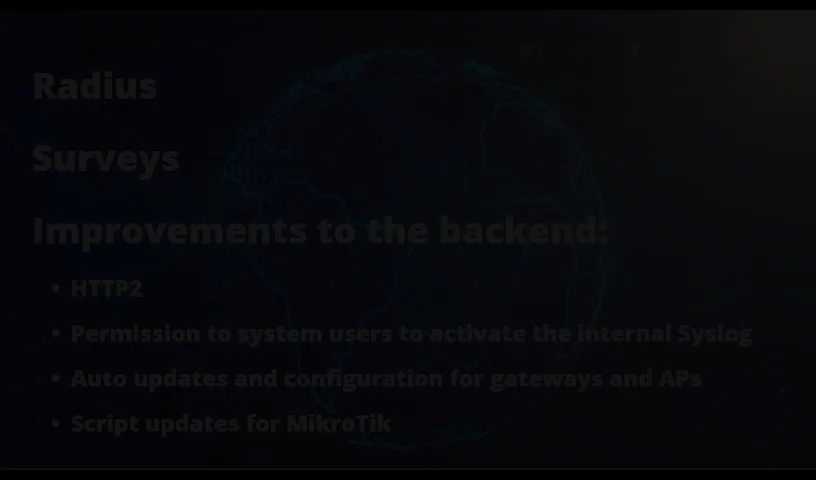 Radius
Surveys
Improvements to the backend:
• HTTP2
• Permission to system users to activate the internal Syslog
• Auto updates and configuration for gateways and APs
• Script updates for MikroTik